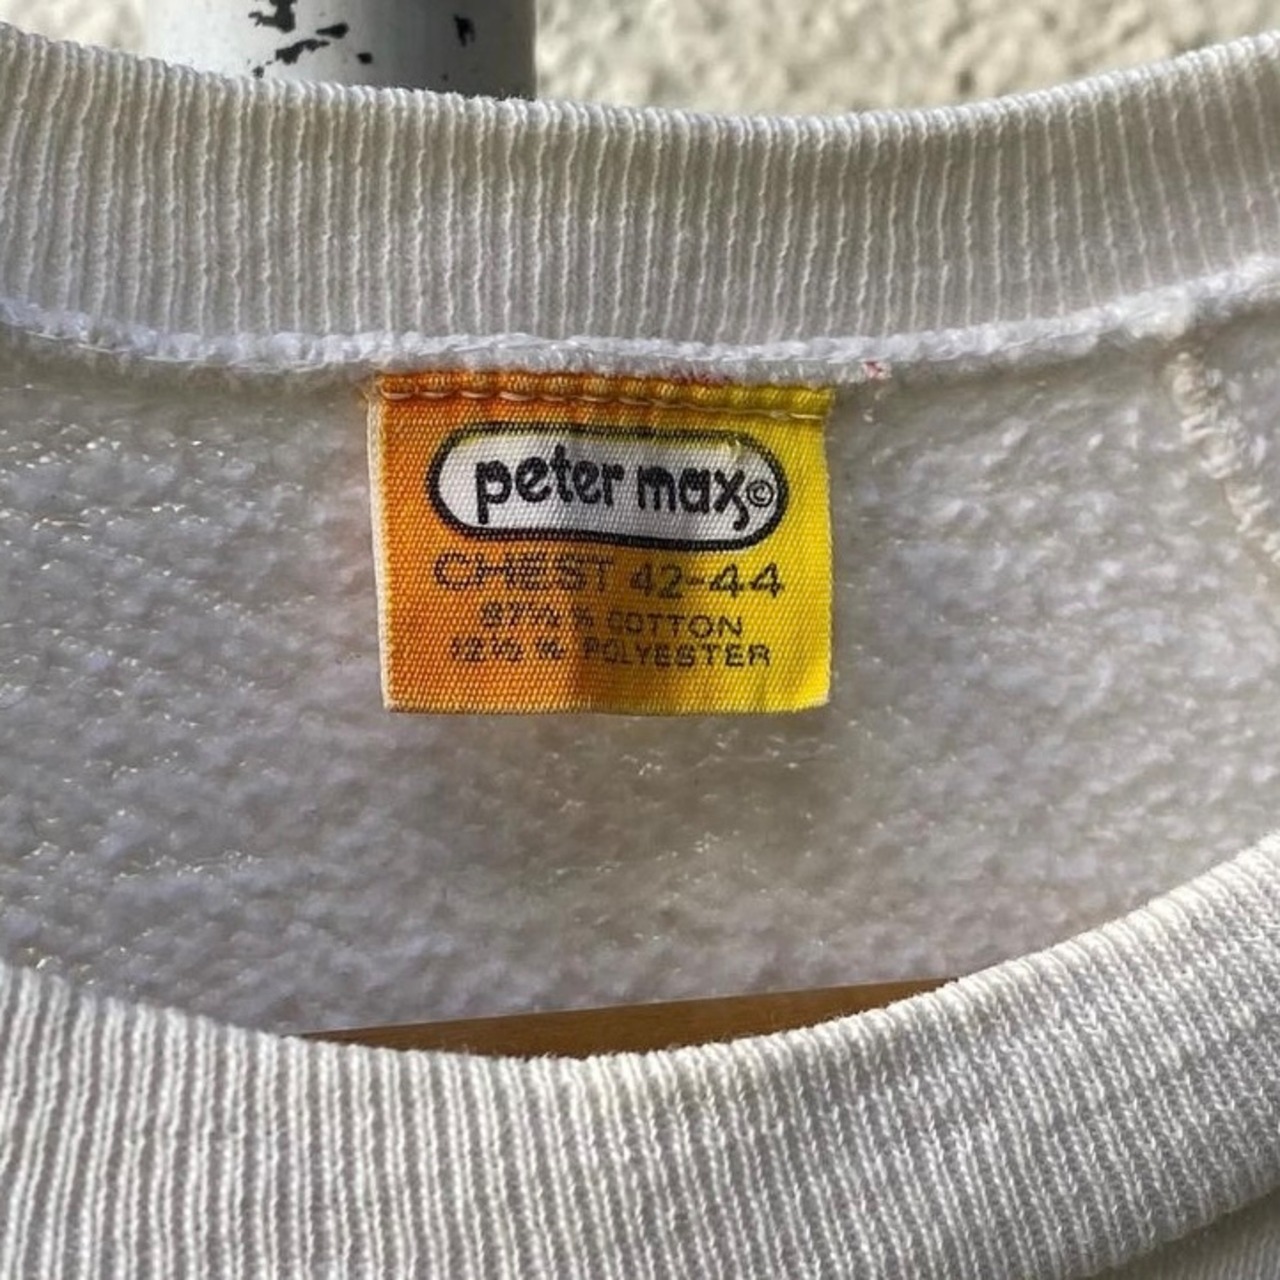 peter max©
CHEST 42-44
87½ % COTTON
12½ % POLYESTER